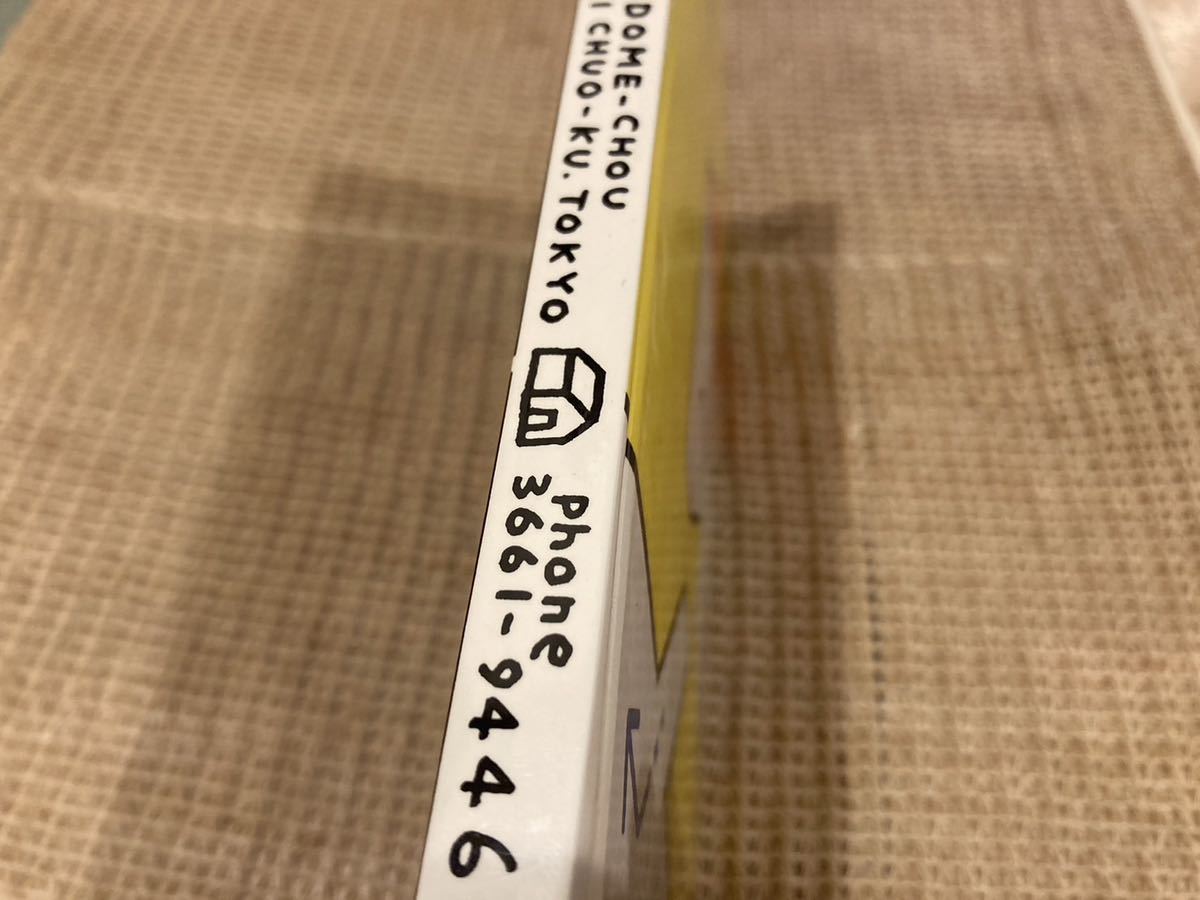 DOME-CHOU
I CHUO-KU. TOKYO
phone
3661-9446